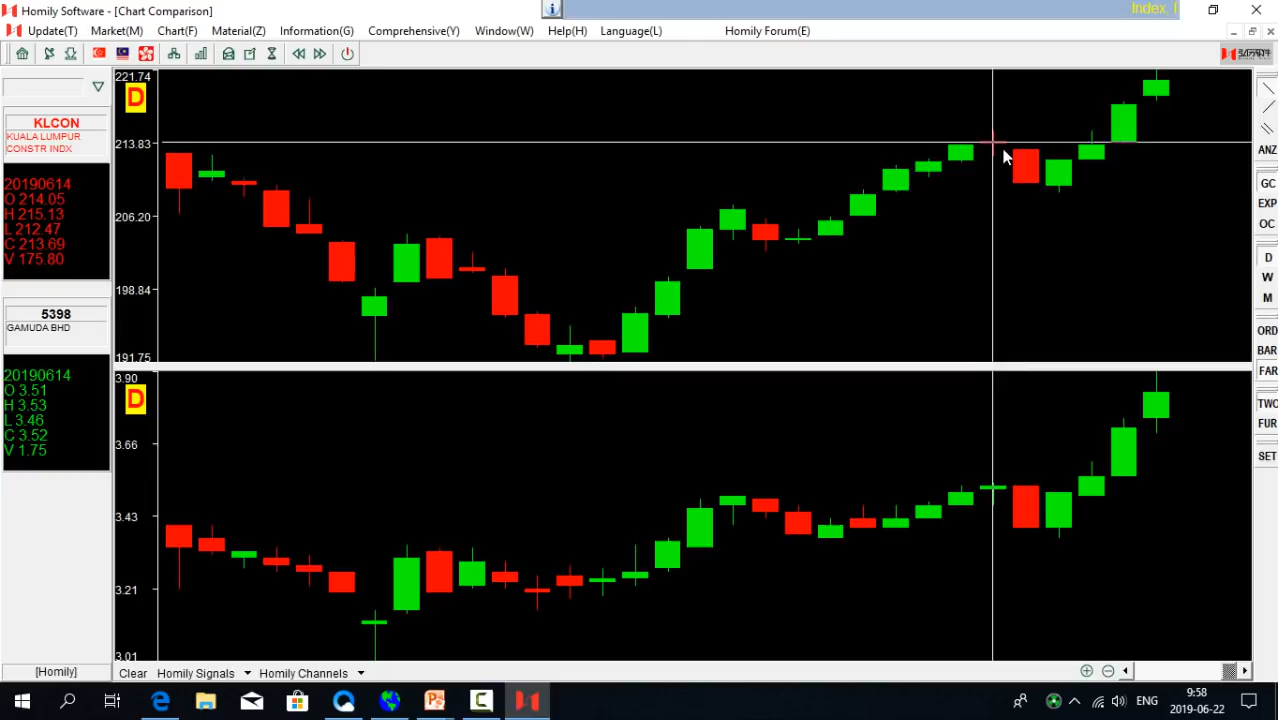 Homily Software - [Chart Comparison]
Index (
Update(T) Market(M) Chart(F) Material(Z) Information(G) Comprehensive(Y) Window(W) Help(H) Language(L) Homily Forum(E)
KLCON
KUALA LUMPUR
CONSTR INDX
20190614
O 214.05
H 215.13
L 212.47
C 213.69
V 175.80
5398
GAMUDA BHD
20190614
O 3.51
H 3.53
L 3.46
C 3.52
V 1.75
[Homily]
221.74
D
213.83
206.20
198.84
191.75
3.90
D
3.66
3.43
3.21
3.01
ANZ
GC
EXP
OC
D
W
M
ORD
BAR
FAR
TWO
FUR
SET
Clear Homily Signals Homily Channels
ENG
9:58
2019-06-22